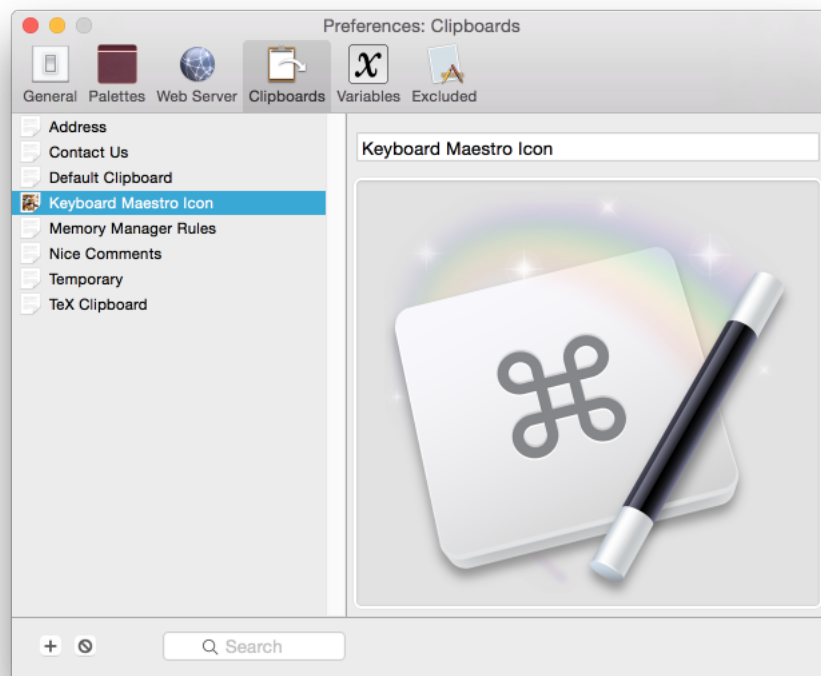 Preferences: Clipboards
General Palettes Web Server Clipboards Variables Excluded
Address
Contact Us
Default Clipboard
Keyboard Maestro Icon
Memory Manager Rules
Nice Comments
Temporary
TeX Clipboard
Keyboard Maestro Icon
Search